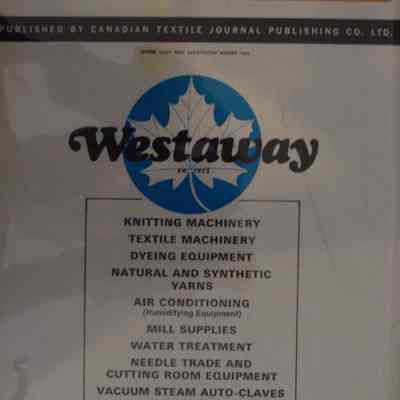 PUBLISHED BY CANADIAN TEXTILE JOURNAL PUBLISHING CO. LTD.
Westaway
KNITTING MACHINERY
TEXTILE MACHINERY
DYEING EQUIPMENT
NATURAL AND SYNTHETIC
YARNS
AIR CONDITIONING
(Humidifying Equipment)
MILL SUPPLIES
WATER TREATMENT
NEEDLE TRADE AND
CUTTING ROOM EQUIPMENT
VACUUM STEAM AUTO-CLAVES